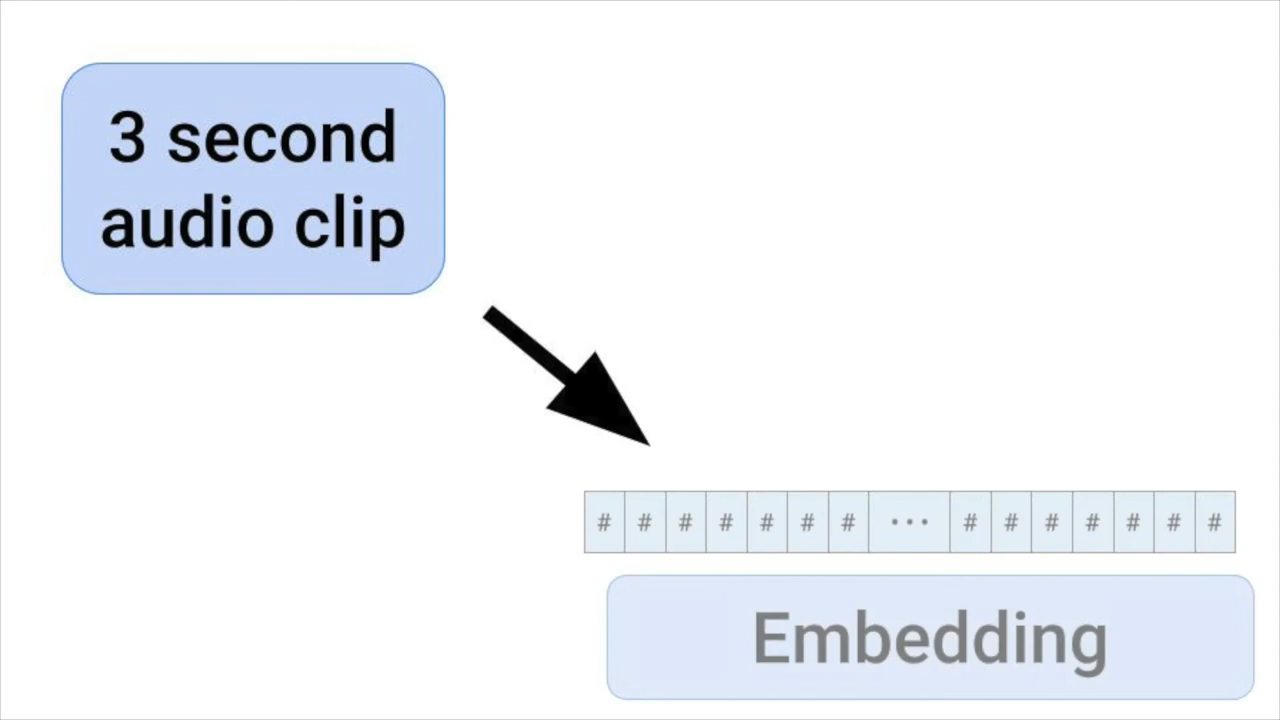 3 second
audio clip
# # # # # # # ... # # # # # # #
Embedding